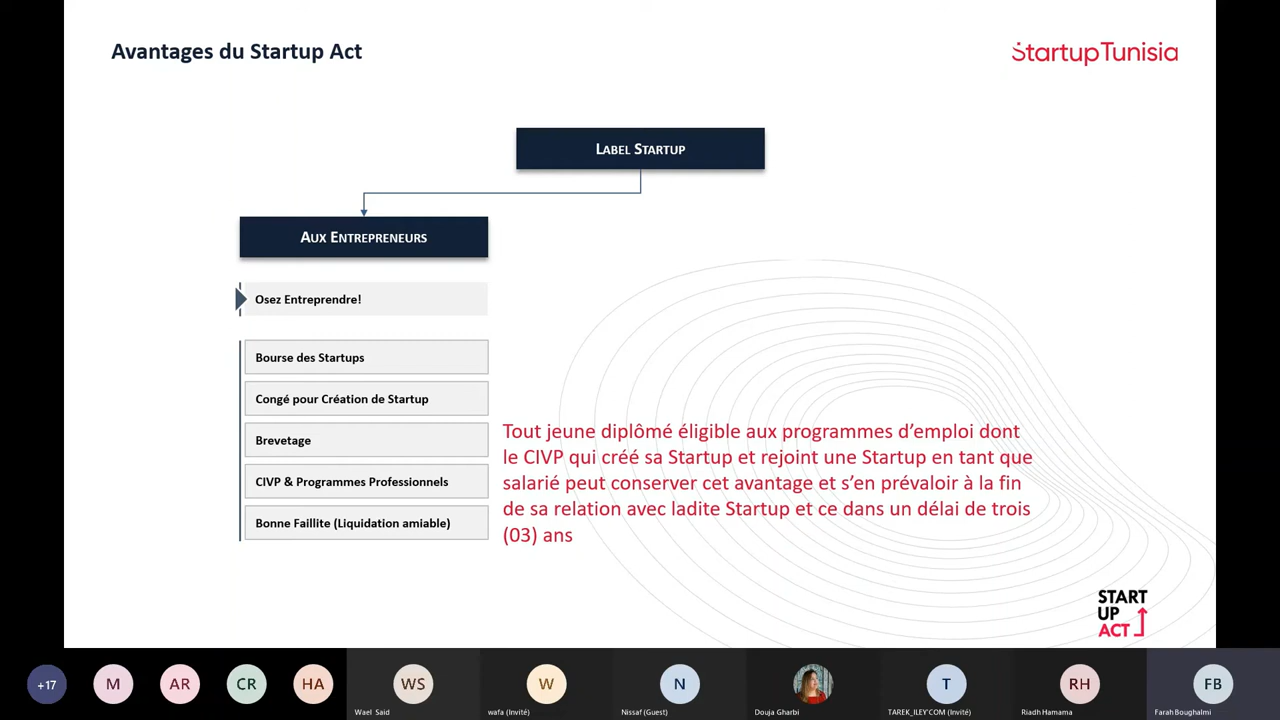 Avantages du Startup Act
StartupTunisia
LABEL STARTUP
AUX ENTREPRENEURS
Osez Entreprendre!
Bourse des Startups
Congé pour Création de Startup
Brevetage
CIVP & Programmes Professionnels
Bonne Faillite (Liquidation amiable)
Tout jeune diplômé éligible aux programmes d’emploi dont
le CIVP qui créé sa Startup et rejoint une Startup en tant que
salarié peut conserver cet avantage et s’en prévaloir à la fin
de sa relation avec ladite Startup et ce dans un délai de trois
(03) ans
START
UP
ACT
+17
M
AR
CR
HA
WS
Wael Said
W
wafa (Invité)
N
Nissaf (Guest)
Douja Gharbi
T
TAREK_ILEY'COM (Invité)
RH
Riadh Hamama
FB
Farah Boughalmi